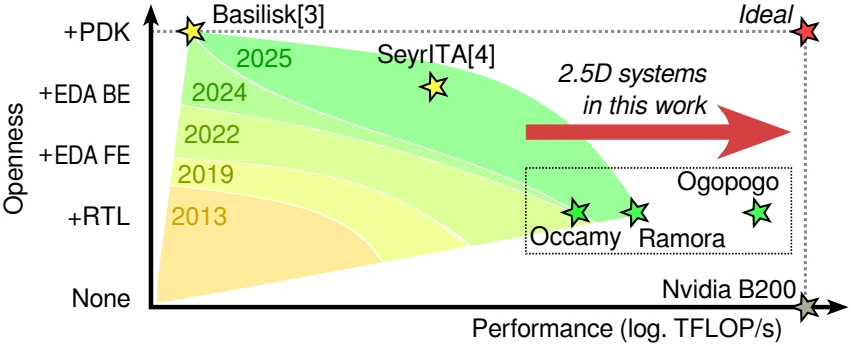 Basilisk[3]
Ideal
+PDK
2025
SeyrITA[4]
2.5D systems
in this work
+EDA BE
2024
2022
+EDA FE
2019
Openness
Ogopogo
+RTL
2013
Occamy
Ramora
Nvidia B200
None
Performance (log. TFLOP/s)